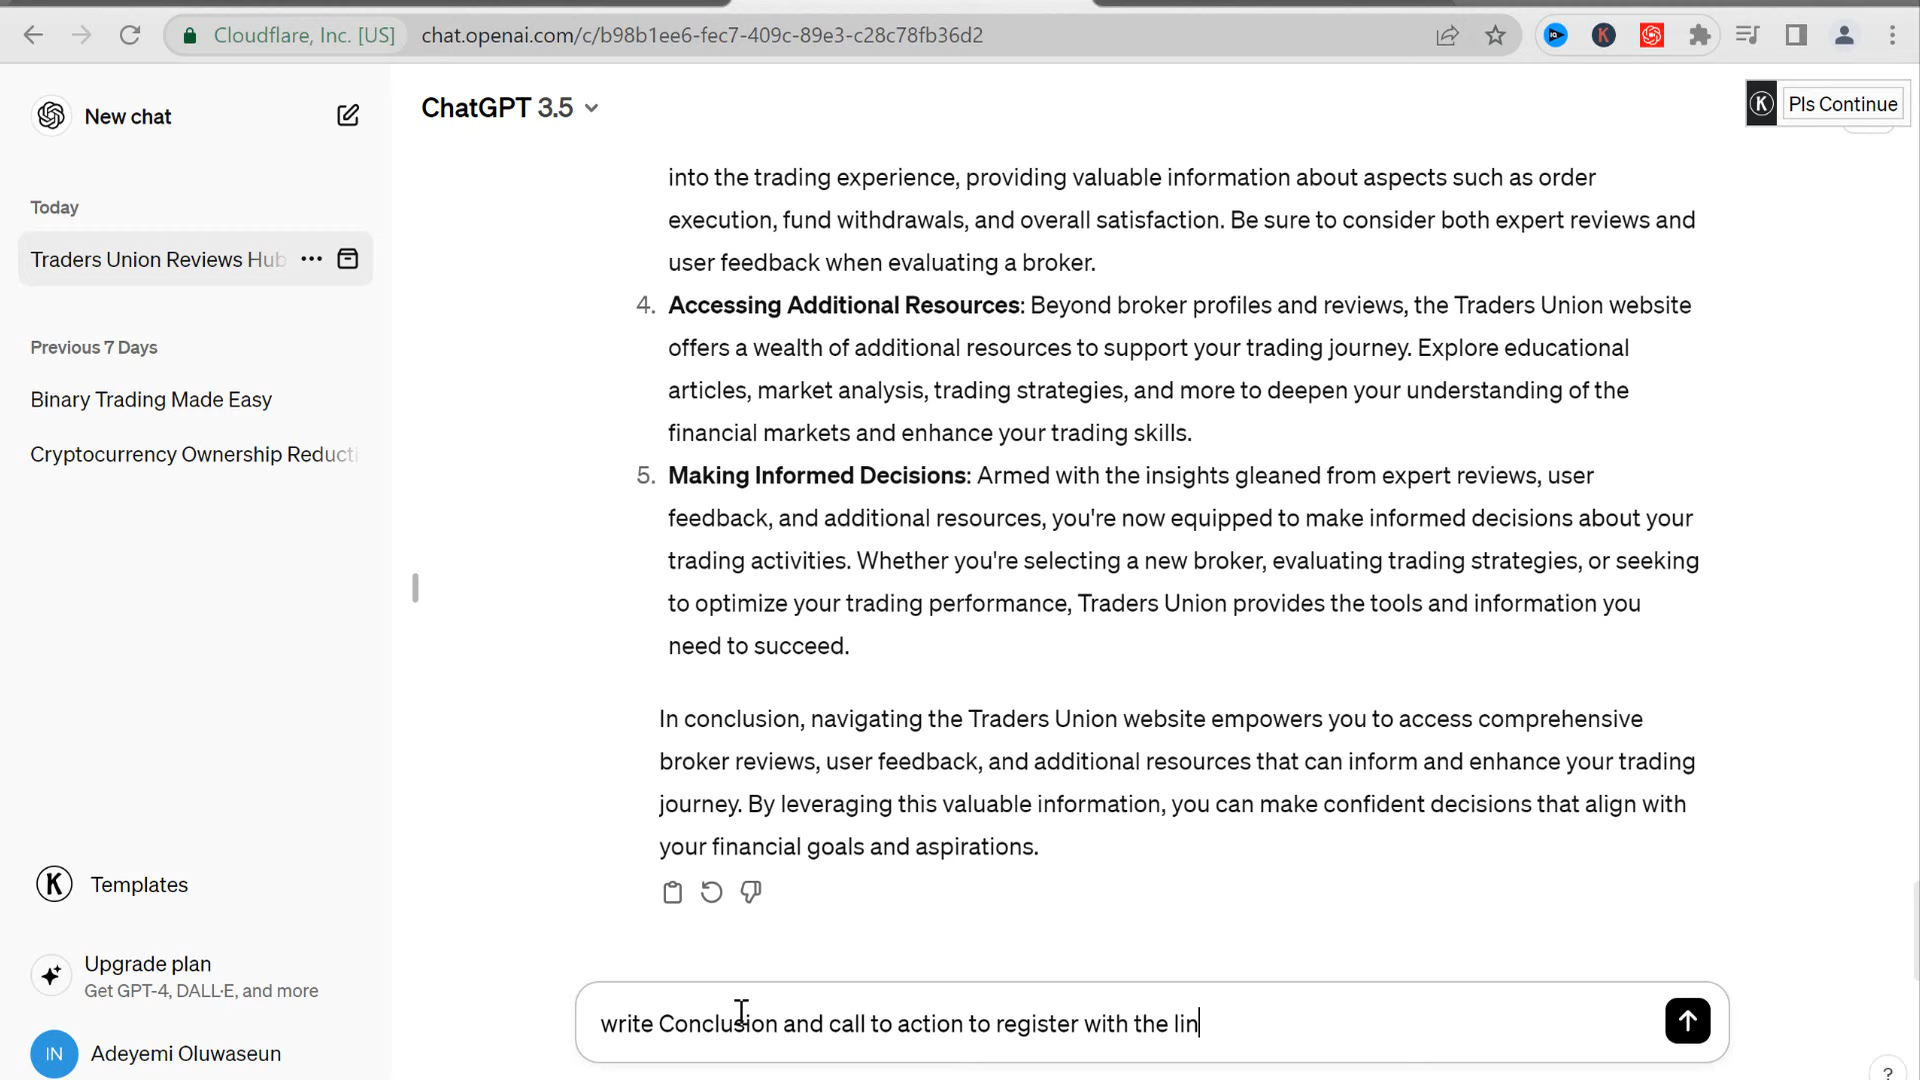 Cloudflare, Inc. [US]
chat.openai.com/c/b98b1ee6-fec7-409c-89e3-c28c78fb36d2
K
New chat
ChatGPT 3.5
K
Pls Continue
Today
Traders Union Reviews Hub
Previous 7 Days
Binary Trading Made Easy
Cryptocurrency Ownership Reducti
into the trading experience, providing valuable information about aspects such as order
execution, fund withdrawals, and overall satisfaction. Be sure to consider both expert reviews and
user feedback when evaluating a broker.
4. Accessing Additional Resources: Beyond broker profiles and reviews, the Traders Union website
offers a wealth of additional resources to support your trading journey. Explore educational
articles, market analysis, trading strategies, and more to deepen your understanding of the
financial markets and enhance your trading skills.
5. Making Informed Decisions: Armed with the insights gleaned from expert reviews, user
feedback, and additional resources, you're now equipped to make informed decisions about your
trading activities. Whether you're selecting a new broker, evaluating trading strategies, or seeking
to optimize your trading performance, Traders Union provides the tools and information you
need to succeed.
In conclusion, navigating the Traders Union website empowers you to access comprehensive
broker reviews, user feedback, and additional resources that can inform and enhance your trading
journey. By leveraging this valuable information, you can make confident decisions that align with
your financial goals and aspirations.
K
Templates
Upgrade plan
Get GPT-4, DALL·E, and more
IN
Adeyemi Oluwaseun
write Conclusion and call to action to register with the lin
?